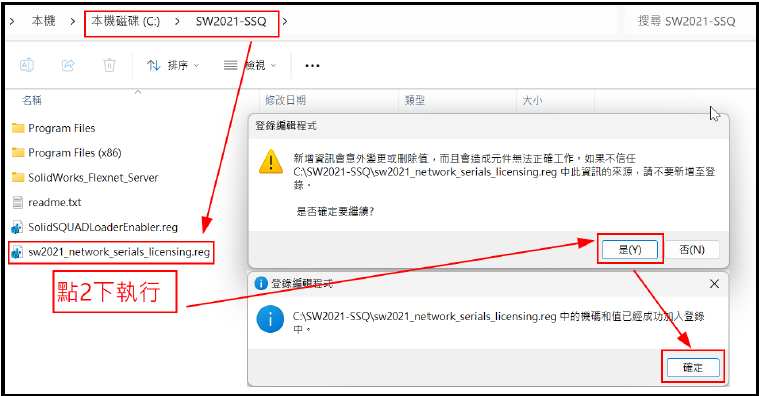 本機 本機磁碟 (C:) SW2021-SSQ 搜尋 SW2021-SSQ
排序 檢視
名稱 修改日期 類型 大小
Program Files
Program Files (x86)
SolidWorks_Flexnet_Server
readme.txt
SolidSQUADLoaderEnabler.reg
sw2021_network_serials_licensing.reg
點2下執行
登錄編輯程式
新增資訊會意外變更或刪除值，而且會造成元件無法正確工作。如果不信任
C:\SW2021-SSQ\sw2021_network_serials_licensing.reg 中此資訊的來源，請不要新增至登
錄。
是否確定要繼續?
是(Y) 否(N)
登錄編輯程式
C:\SW2021-SSQ\sw2021_network_serials_licensing.reg 中的機碼和值已經成功加入登錄
中。
確定